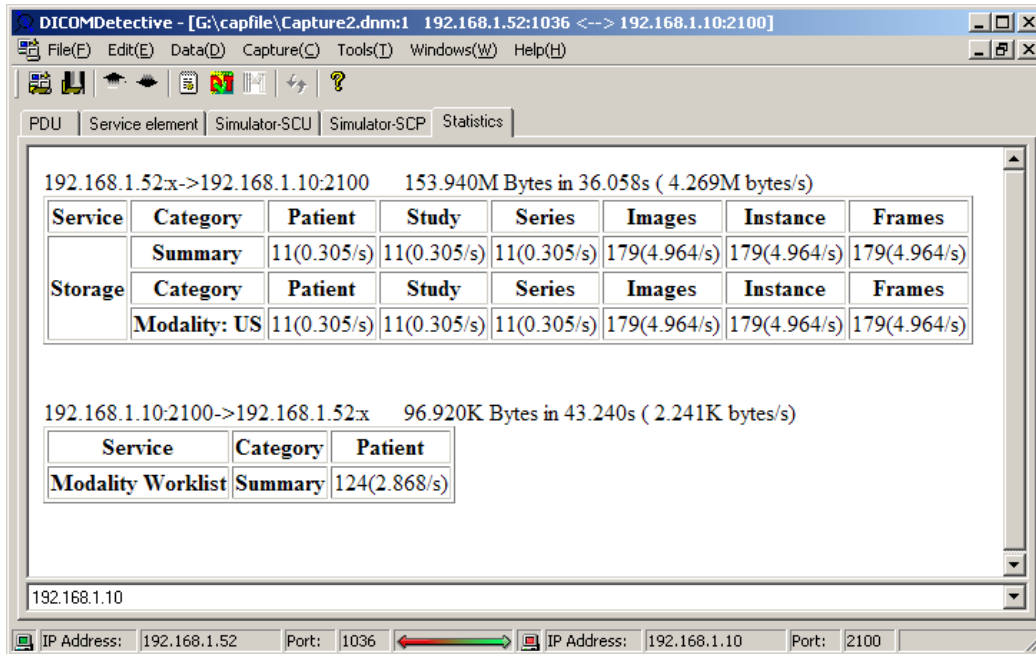 DICOMDetective - [G:\capfile\Capture2.dnm:1 192.168.1.52:1036 <--> 192.168.1.10:2100]
File(F) Edit(E) Data(D) Capture(C) Tools(T) Windows(W) Help(H)
PDU Service element Simulator-SCU Simulator-SCP Statistics
192.168.1.52:x->192.168.1.10:2100 153.940M Bytes in 36.058s ( 4.269M bytes/s)
Service Category Patient Study Series Images Instance Frames
Summary 11(0.305/s) 11(0.305/s) 11(0.305/s) 179(4.964/s) 179(4.964/s) 179(4.964/s)
Storage Category Patient Study Series Images Instance Frames
Modality: US 11(0.305/s) 11(0.305/s) 11(0.305/s) 179(4.964/s) 179(4.964/s) 179(4.964/s)
192.168.1.10:2100->192.168.1.52:x 96.920K Bytes in 43.240s ( 2.241K bytes/s)
Service Category Patient
Modality Worklist Summary 124(2.868/s)
192.168.1.10
IP Address: 192.168.1.52 Port: 1036 IP Address: 192.168.1.10 Port: 2100